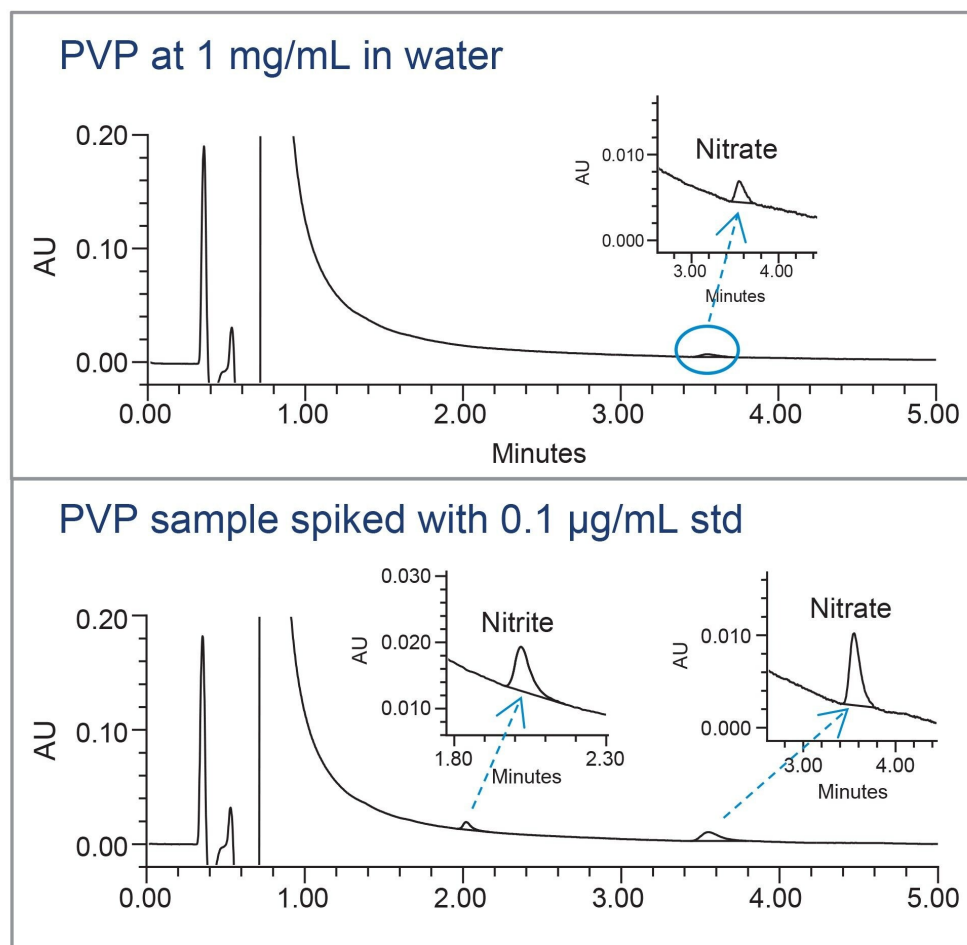 PVP at 1 mg/mL in water
0.20
0.10
0.00
AU
0.00 1.00 2.00 3.00 4.00 5.00
Minutes
Nitrate
0.010
0.000
AU
3.00 4.00
Minutes
PVP sample spiked with 0.1 µg/mL std
0.20
0.10
0.00
AU
0.00 1.00 2.00 3.00 4.00 5.00
Nitrite
0.030
0.020
0.010
AU
1.80 2.30
Minutes
Nitrate
0.010
0.000
AU
3.00 4.00
Minutes